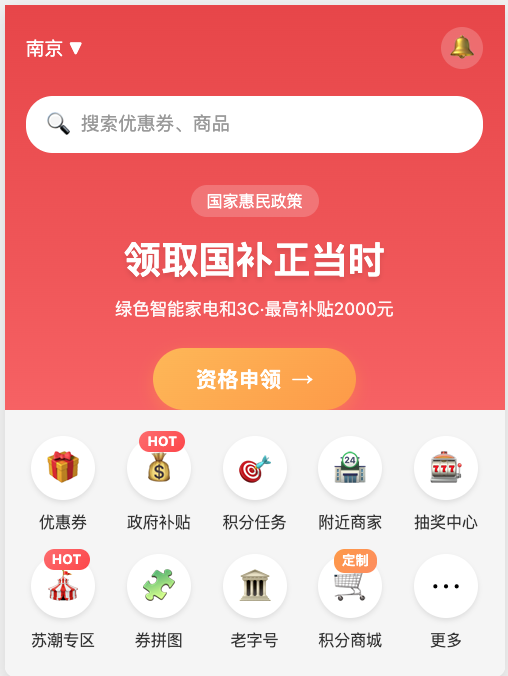 南京 ▼
搜索优惠券、商品
国家惠民政策
领取国补正当时
绿色智能家电和3C·最高补贴2000元
资格申领 →
HOT
24
777
优惠券 政府补贴 积分任务 附近商家 抽奖中心
HOT 定制
苏潮专区 券拼图 老字号 积分商城 更多